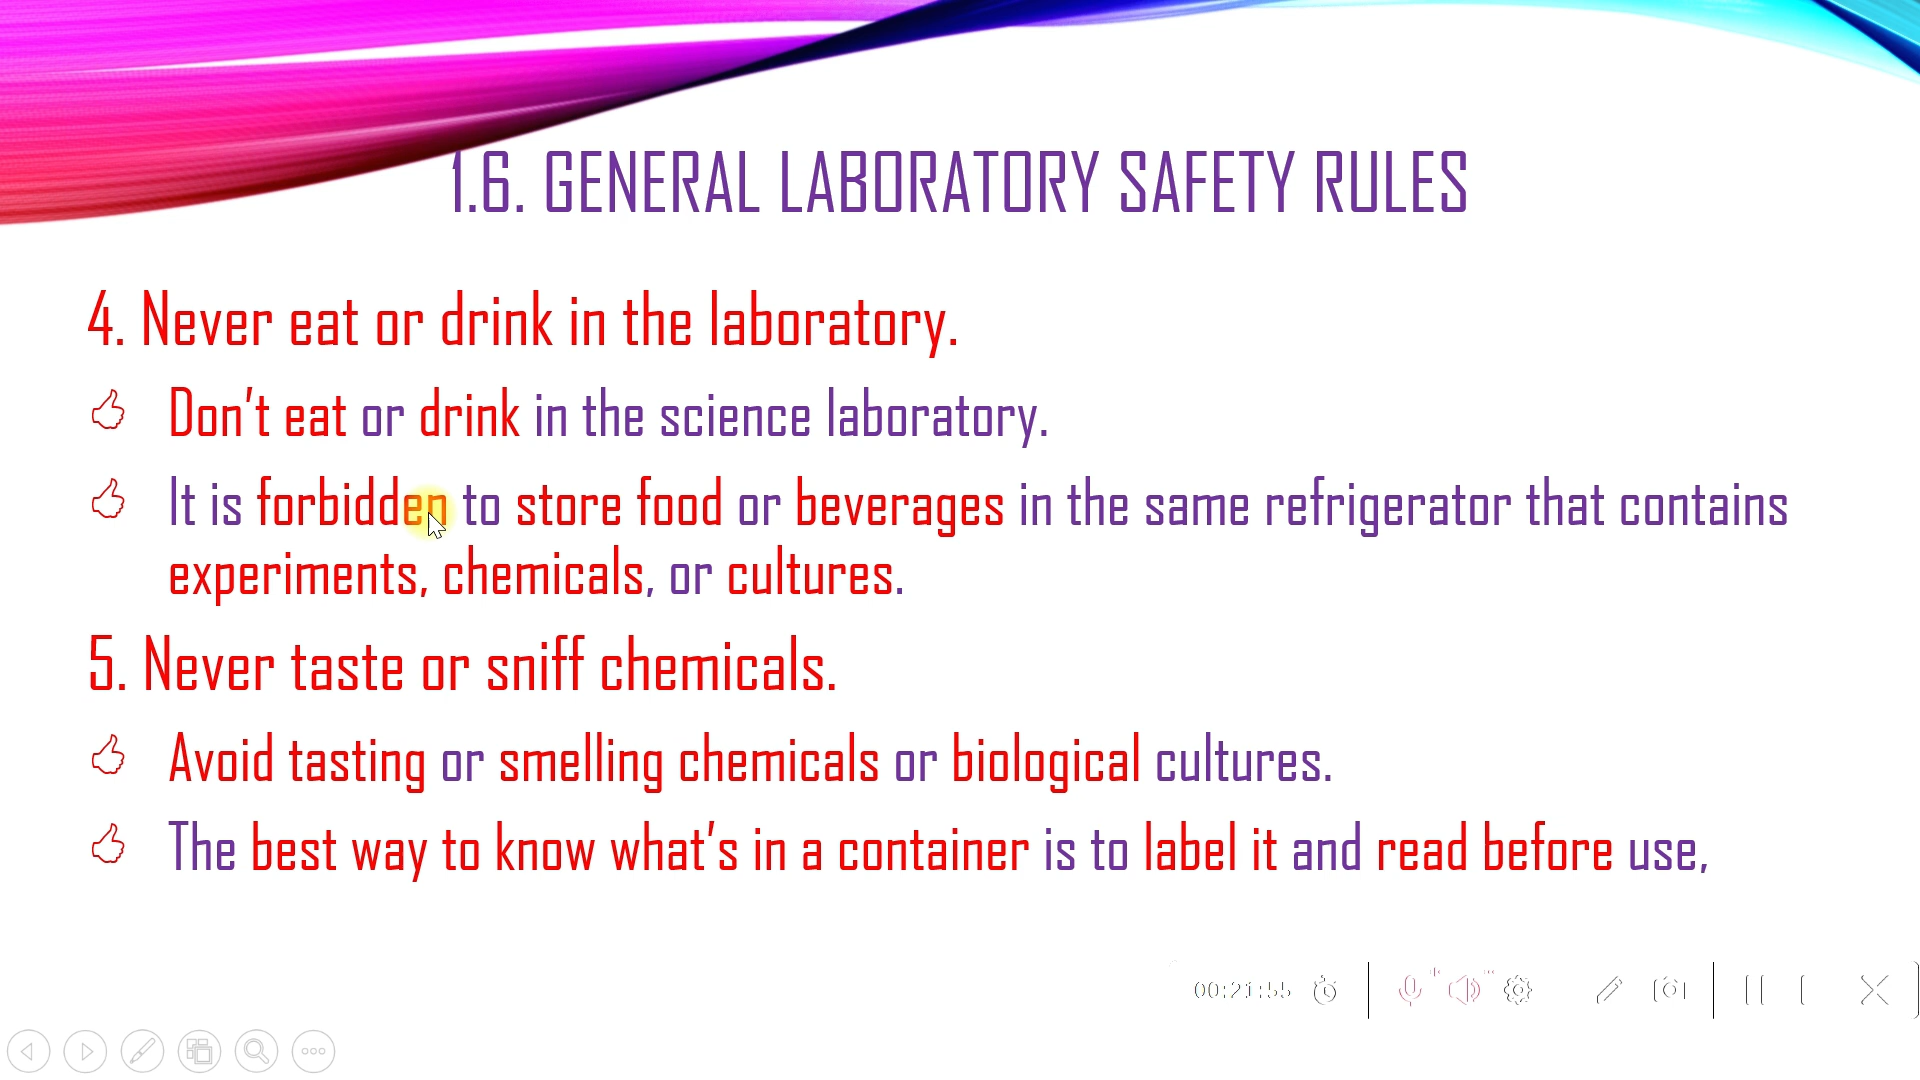 1.6. GENERAL LABORATORY SAFETY RULES
4. Never eat or drink in the laboratory.
Don't eat or drink in the science laboratory.
It is forbidden to store food or beverages in the same refrigerator that contains
experiments, chemicals, or cultures.
5. Never taste or sniff chemicals.
Avoid tasting or smelling chemicals or biological cultures.
The best way to know what's in a container is to label it and read before use,
00:21:55